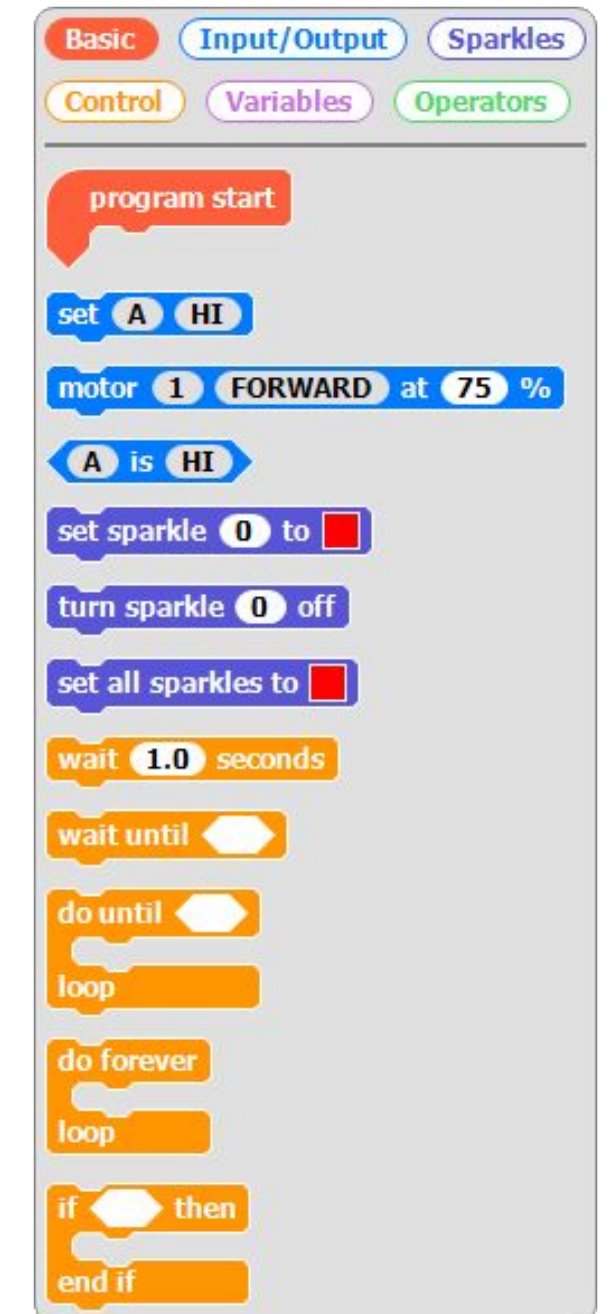 Basic Input/Output Sparkles
Control Variables Operators
program start
set A HI
motor 1 FORWARD at 75 %
A is HI
set sparkle 0 to
turn sparkle 0 off
set all sparkles to
wait 1.0 seconds
wait until
do until
loop
do forever
loop
if then
end if